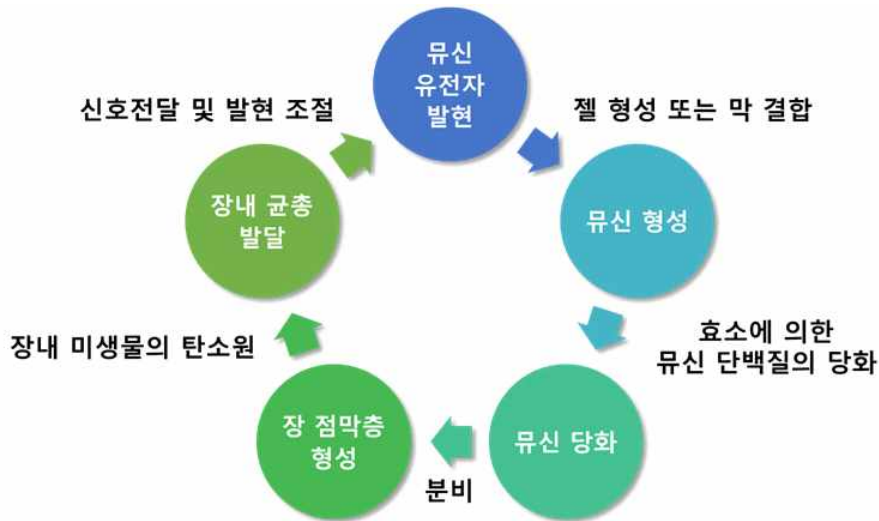 뮤신
유전자
발현
젤 형성 또는 막 결합
뮤신 형성
효소에 의한
뮤신 단백질의 당화
뮤신 당화
분비
장 점막층
형성
장내 미생물의 탄소원
장내 균총
발달
신호전달 및 발현 조절